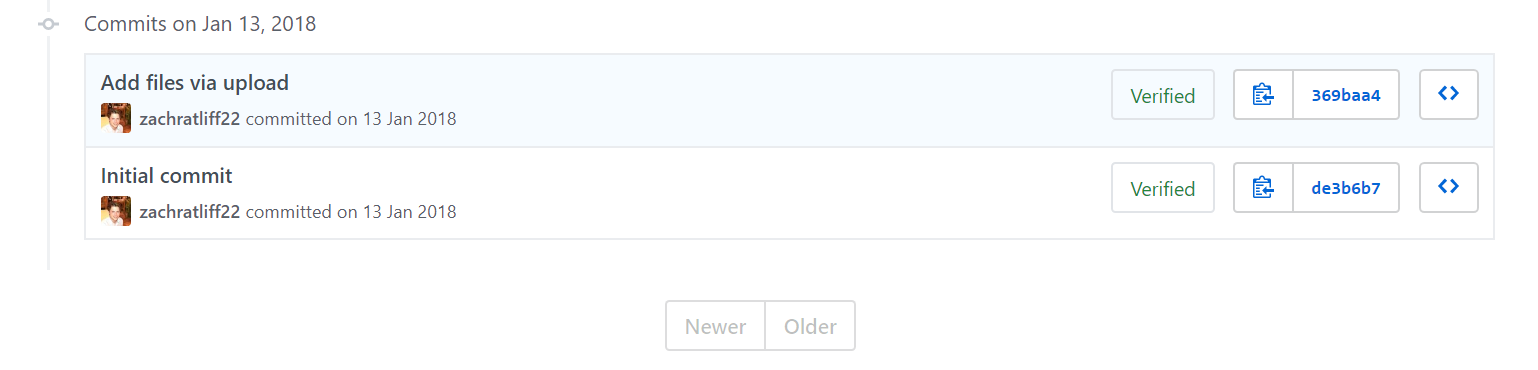 Commits on Jan 13, 2018
Add files via upload
zachratliff22 committed on 13 Jan 2018
Verified
369baa4
Initial commit
zachratliff22 committed on 13 Jan 2018
Verified
de3b6b7
Newer
Older